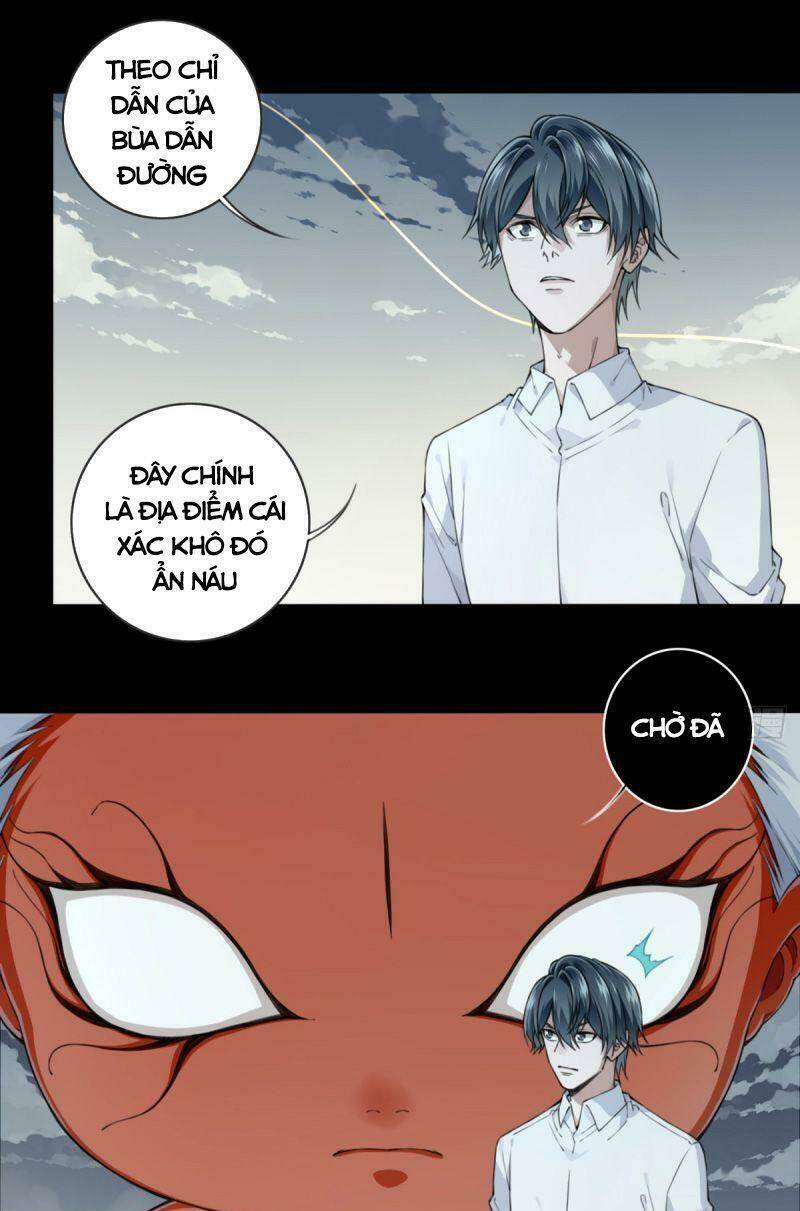 THEO CHỈ
DẪN CỦA
BÙA DẪN
ĐƯỜNG
ĐÂY CHÍNH
LÀ ĐỊA ĐIỂM CÁI
XÁC KHÔ ĐÓ
ẨN NÁU
CHỜ ĐÃ